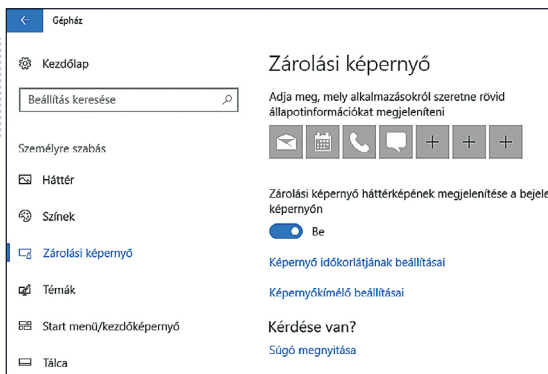 Gépház
Kezdőlap
Beállítás keresése
Személyre szabás
Háttér
Színek
Zárolási képernyő
Témák
Start menü/kezdőképernyő
Tálca
Zárolási képernyő
Adja meg, mely alkalmazásokról szeretne rövid
állapotinformációkat megjeleníteni
Zárolási képernyő háttérképének megjelenítése a bejele
képernyőn
Be
Képernyő időkorlátjának beállításai
Képernyőkímélő beállításai
Kérdése van?
Súgó megnyitása